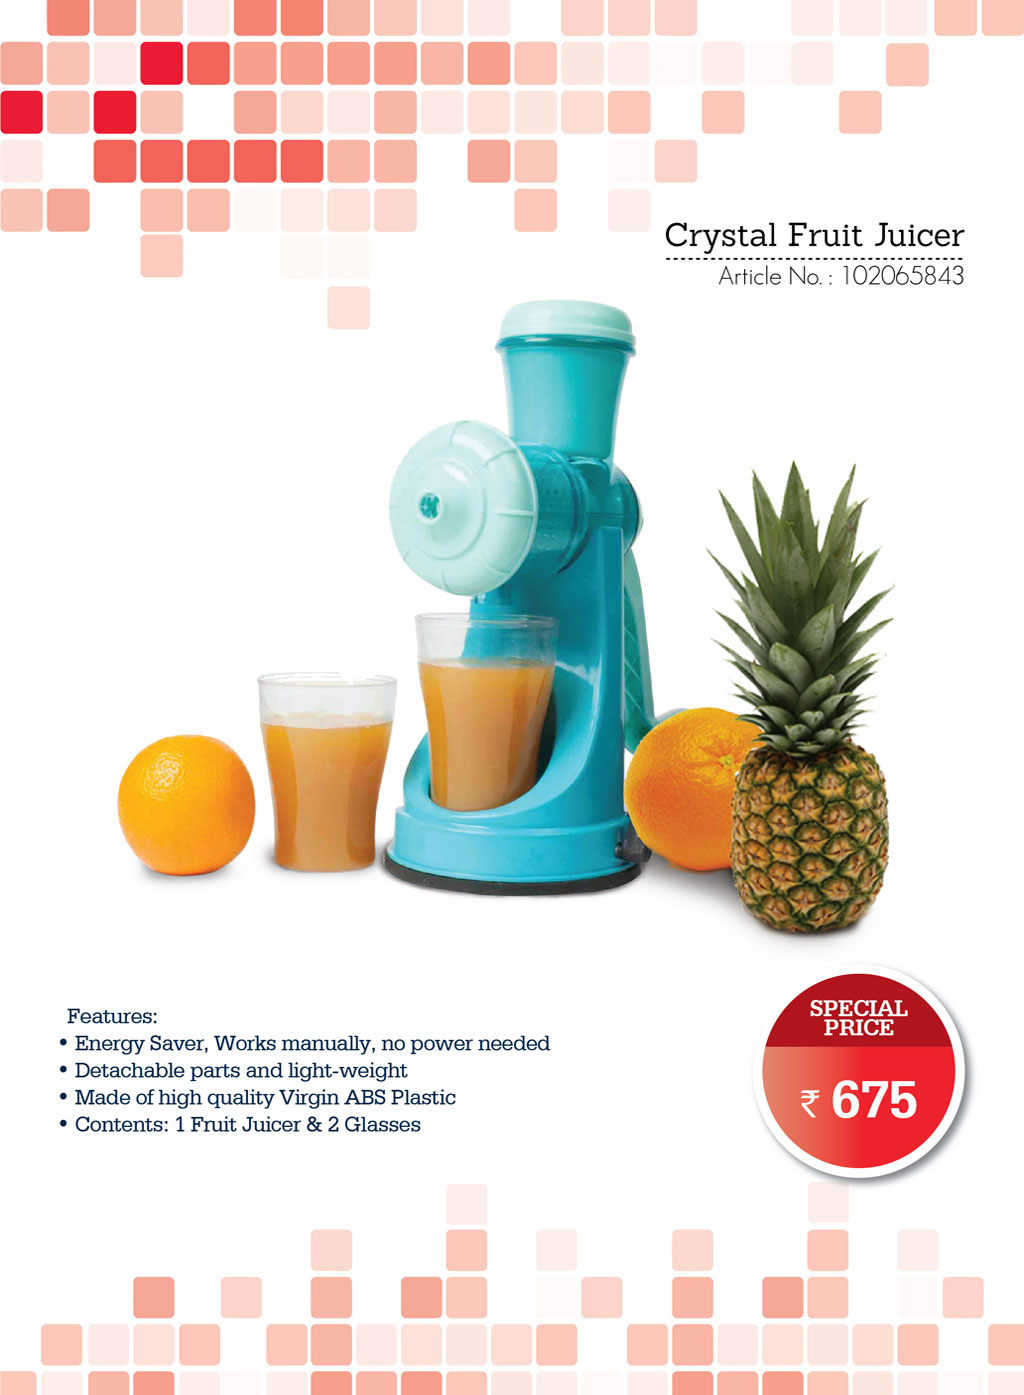 Crystal Fruit Juicer
Article No. : 102065843
Features:
• Energy Saver, Works manually, no power needed
• Detachable parts and light-weight
• Made of high quality Virgin ABS Plastic
• Contents: 1 Fruit Juicer & 2 Glasses
SPECIAL
PRICE
₹ 675